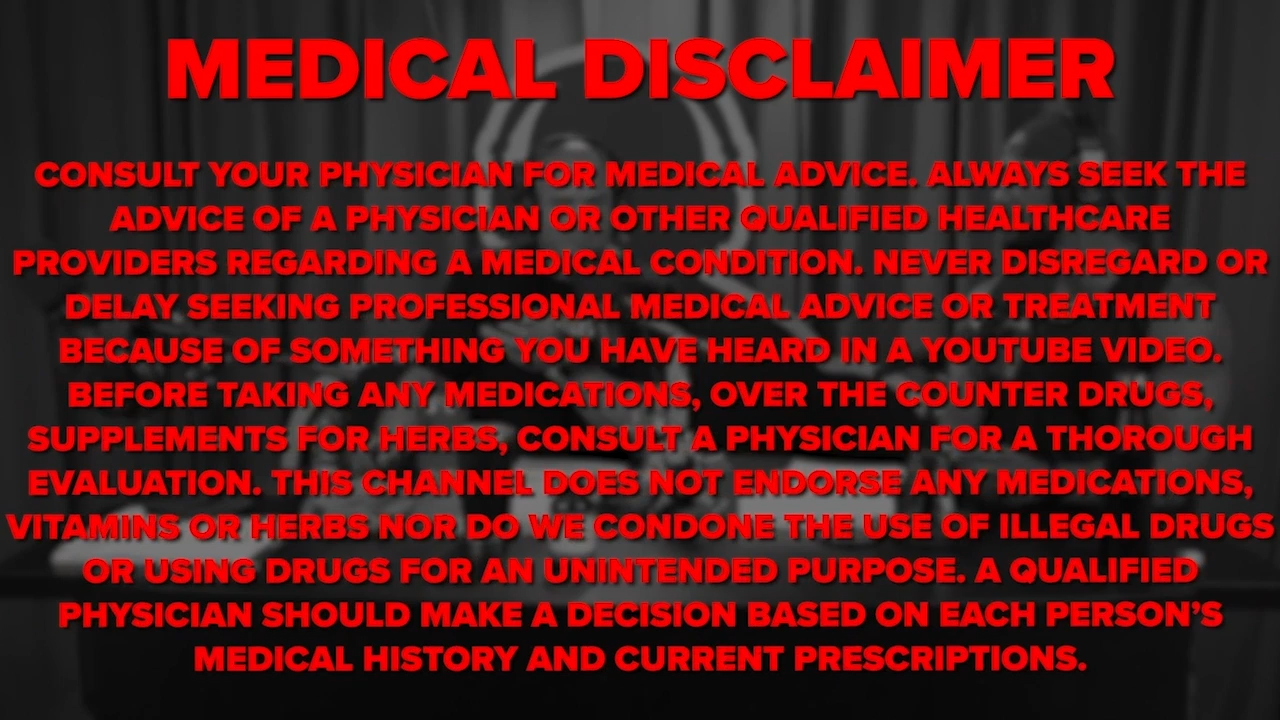 MEDICAL DISCLAIMER
CONSULT YOUR PHYSICIAN FOR MEDICAL ADVICE. ALWAYS SEEK THE
ADVICE OF A PHYSICIAN OR OTHER QUALIFIED HEALTHCARE
PROVIDERS REGARDING A MEDICAL CONDITION. NEVER DISREGARD OR
DELAY SEEKING PROFESSIONAL MEDICAL ADVICE OR TREATMENT
BECAUSE OF SOMETHING YOU HAVE HEARD IN A YOUTUBE VIDEO.
BEFORE TAKING ANY MEDICATIONS, OVER THE COUNTER DRUGS,
SUPPLEMENTS FOR HERBS, CONSULT A PHYSICIAN FOR A THOROUGH
EVALUATION. THIS CHANNEL DOES NOT ENDORSE ANY MEDICATIONS,
VITAMINS OR HERBS NOR DO WE CONDONE THE USE OF ILLEGAL DRUGS
OR USING DRUGS FOR AN UNINTENDED PURPOSE. A QUALIFIED
PHYSICIAN SHOULD MAKE A DECISION BASED ON EACH PERSON’S
MEDICAL HISTORY AND CURRENT PRESCRIPTIONS.